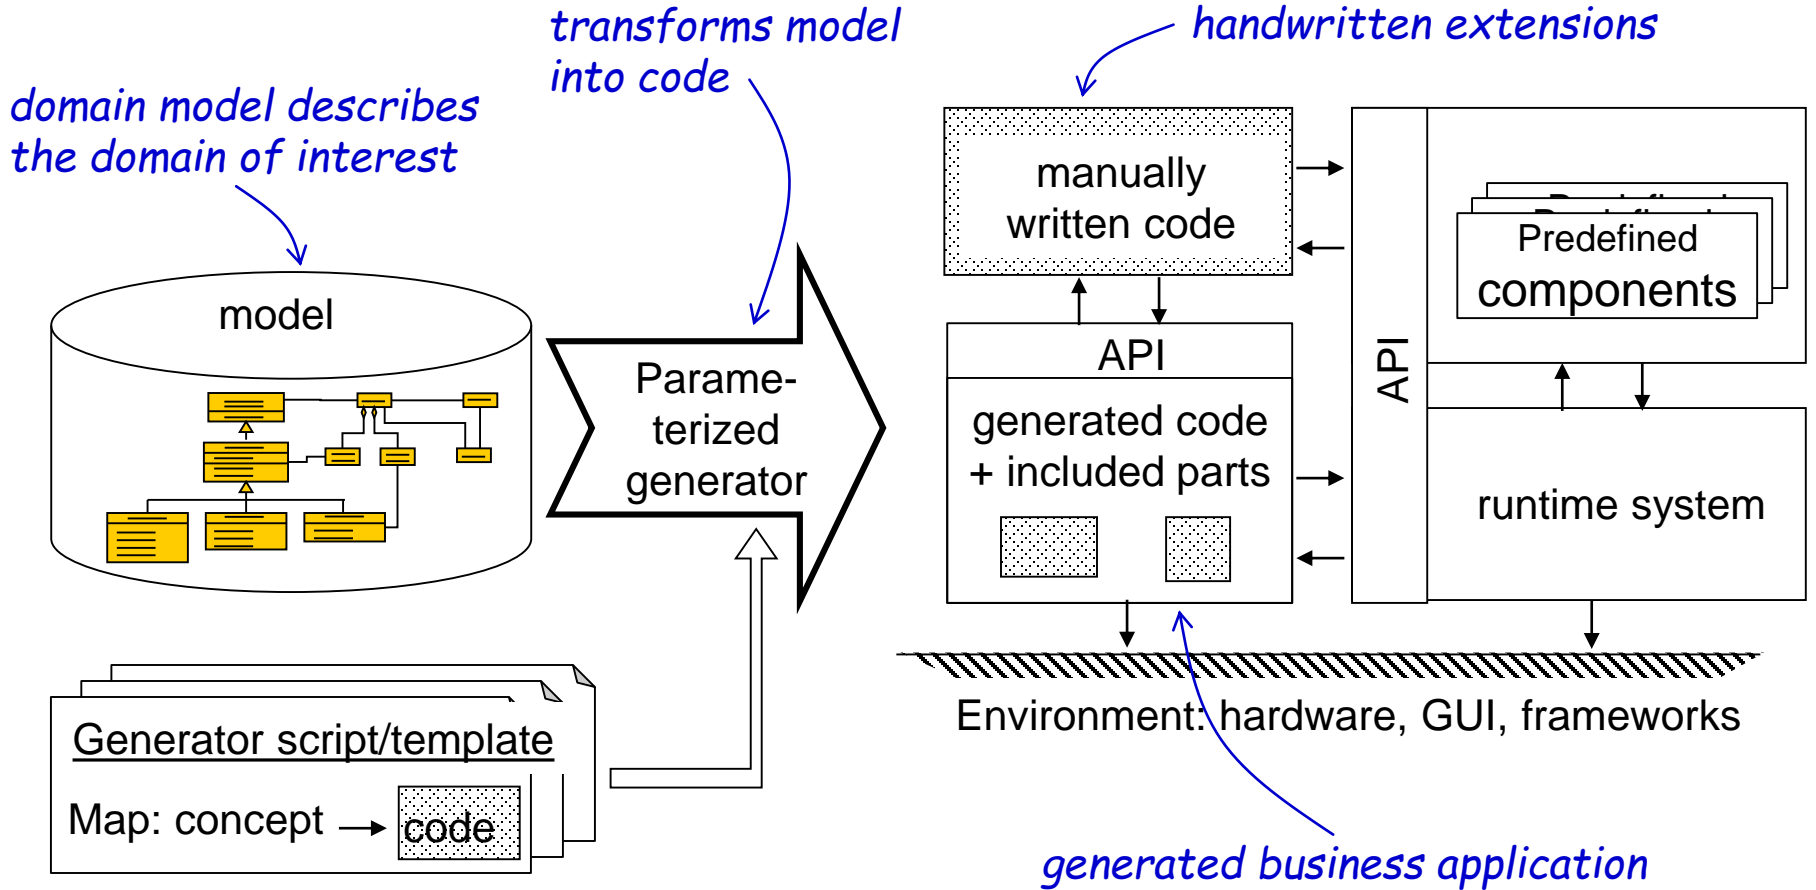 transforms model
into code
handwritten extensions
domain model describes
the domain of interest
model
Parame-
terized
generator
manually
written code
API
generated code
+ included parts
API
Predefined
components
runtime system
Generator script/template
Map: concept
code
Environment: hardware, GUI, frameworks
generated business application